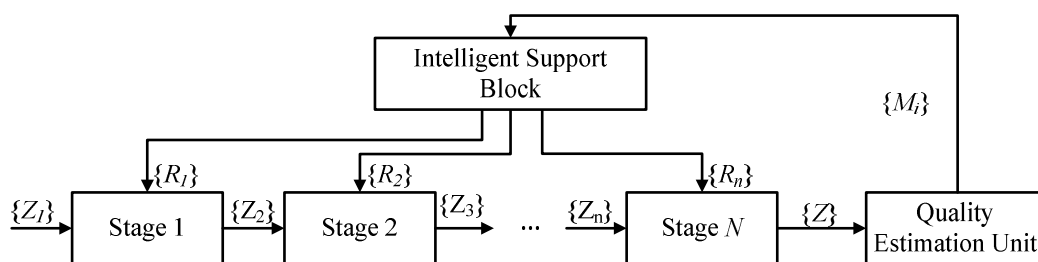 Intelligent Support
Block
{Mi}
{R1}
{R2}
{Rn}
{Z1}
Stage 1
{Z2}
Stage 2
{Z3}
...
{Zn}
Stage N
{Z}
Quality
Estimation Unit